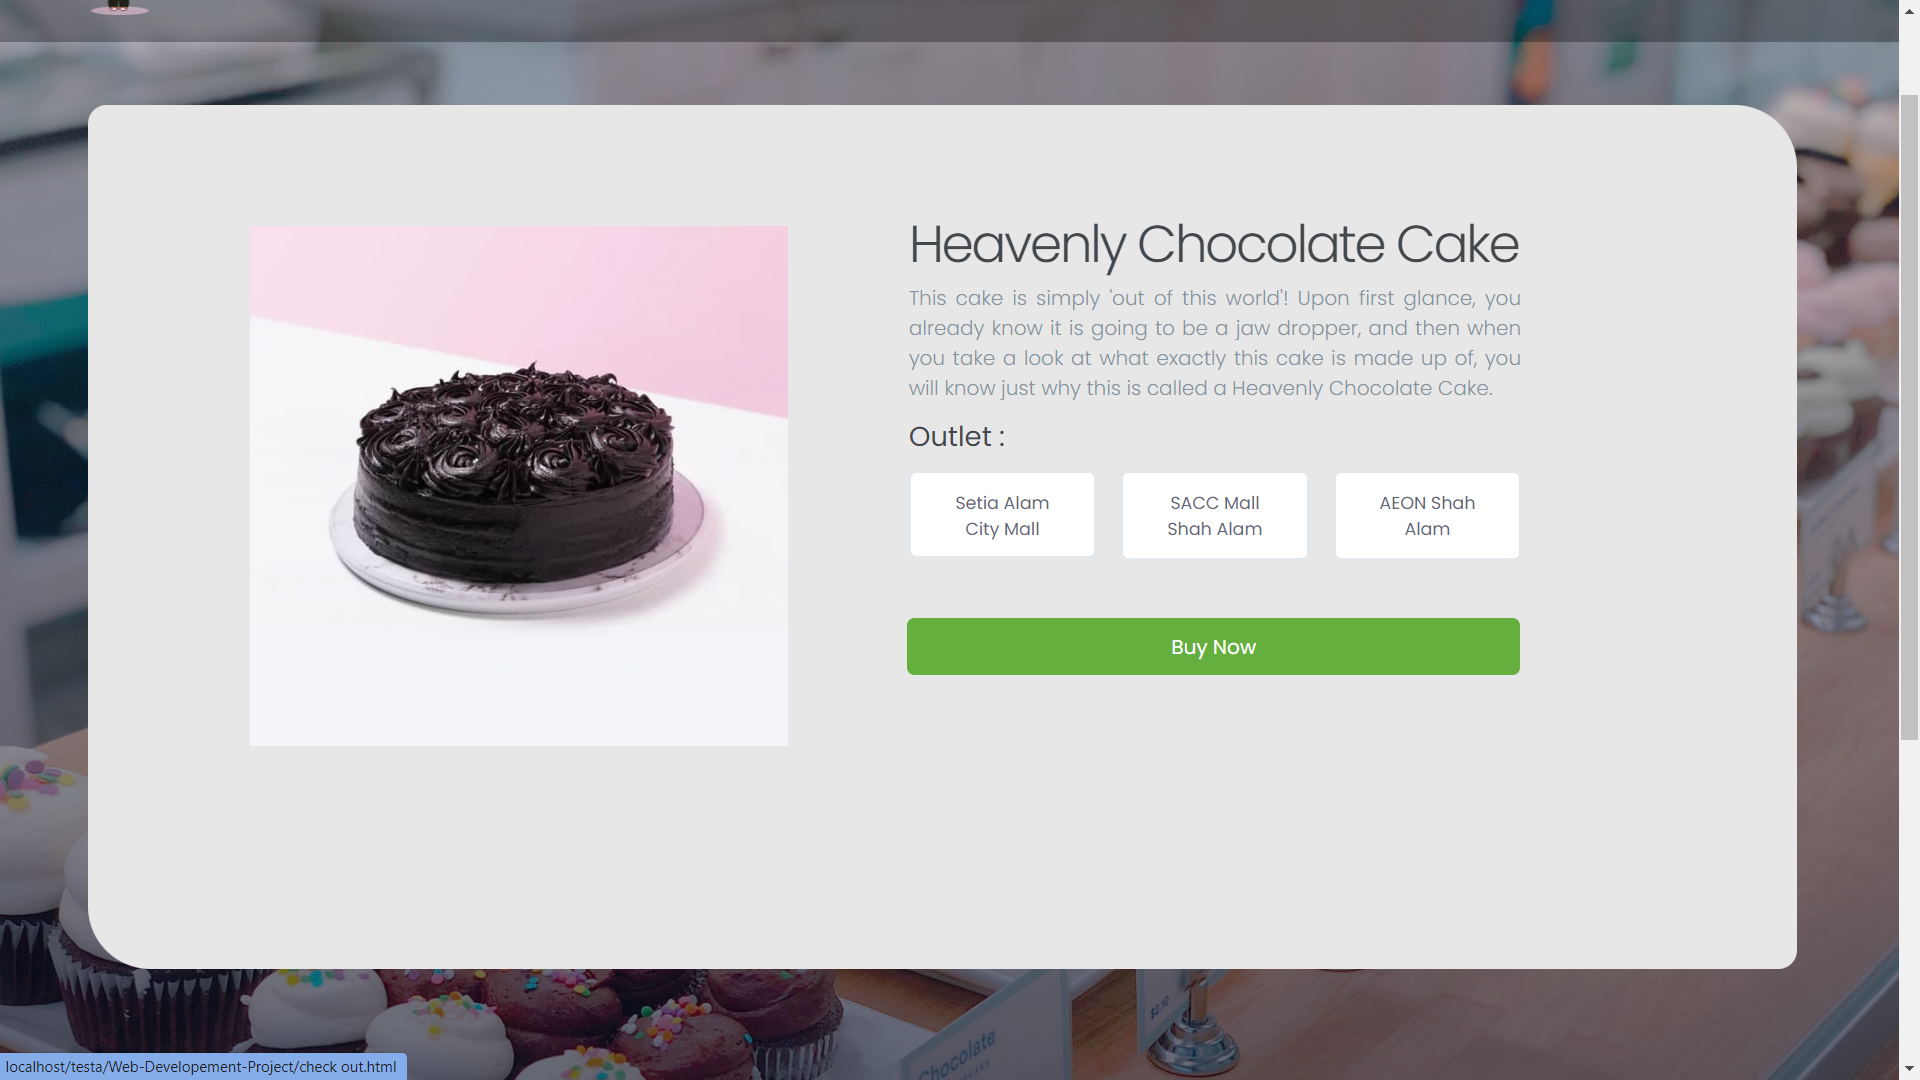 Heavenly Chocolate Cake
This cake is simply 'out of this world'! Upon first glance, you
already know it is going to be a jaw dropper, and then when
you take a look at what exactly this cake is made up of, you
will know just why this is called a Heavenly Chocolate Cake.
Outlet :
Setia Alam
City Mall
SACC Mall
Shah Alam
AEON Shah
Alam
Buy Now
$2.10
Chocolate
localhost/testa/Web-Developement-Project/check out.html